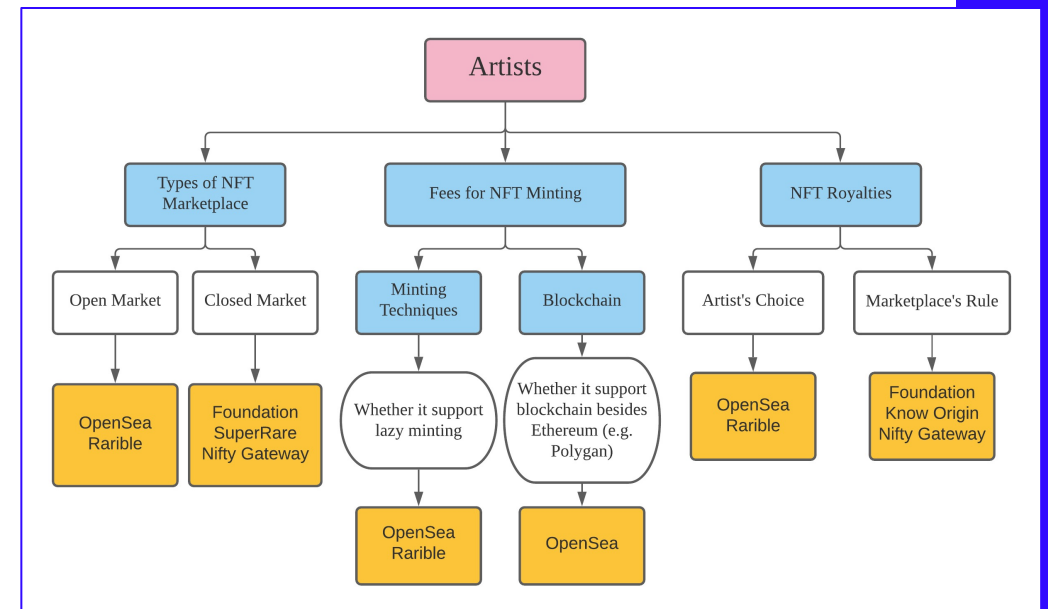 Artists
Types of NFT
Marketplace
Fees for NFT Minting
NFT Royalties
Open Market
Closed Market
Minting
Techniques
Blockchain
Artist's Choice
Marketplace's Rule
OpenSea
Rarible
Foundation
SuperRare
Nifty Gateway
Whether it support
lazy minting
Whether it support
blockchain besides
Ethereum (e.g.
Polygan)
OpenSea
Rarible
Foundation
Know Origin
Nifty Gateway
OpenSea
Rarible
OpenSea